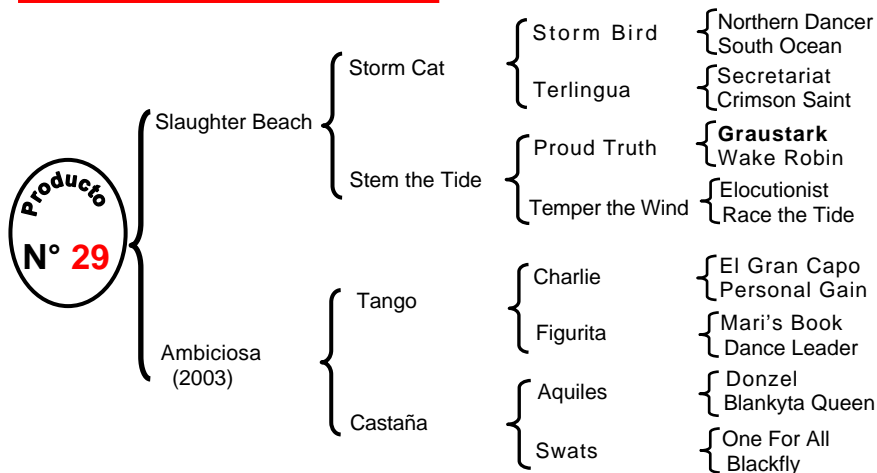 Producto
N° 29
Slaughter Beach
Ambiciosa
(2003)
Storm Cat
Stem the Tide
Tango
Castaña
Storm Bird
Terlingua
Proud Truth
Temper the Wind
Charlie
Figurita
Aquiles
Swats
Northern Dancer
South Ocean
Secretariat
Crimson Saint
Graustark
Wake Robin
Elocutionist
Race the Tide
El Gran Capo
Personal Gain
Mari's Book
Dance Leader
Donzel
Blankyta Queen
One For All
Blackfly